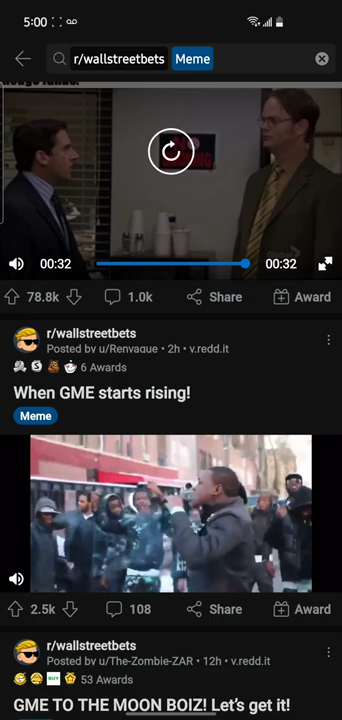 5:00
r/wallstreetbets Meme
00:32 00:32
78.8k 1.0k Share Award
r/wallstreetbets
Posted by u/Renvaque • 2h • v.redd.it
6 Awards
When GME starts rising!
Meme
2.5k 108 Share Award
r/wallstreetbets
Posted by u/The-Zombie-ZAR • 12h • v.redd.it
BUY 53 Awards
GME TO THE MOON BOIZ! Let's get it!